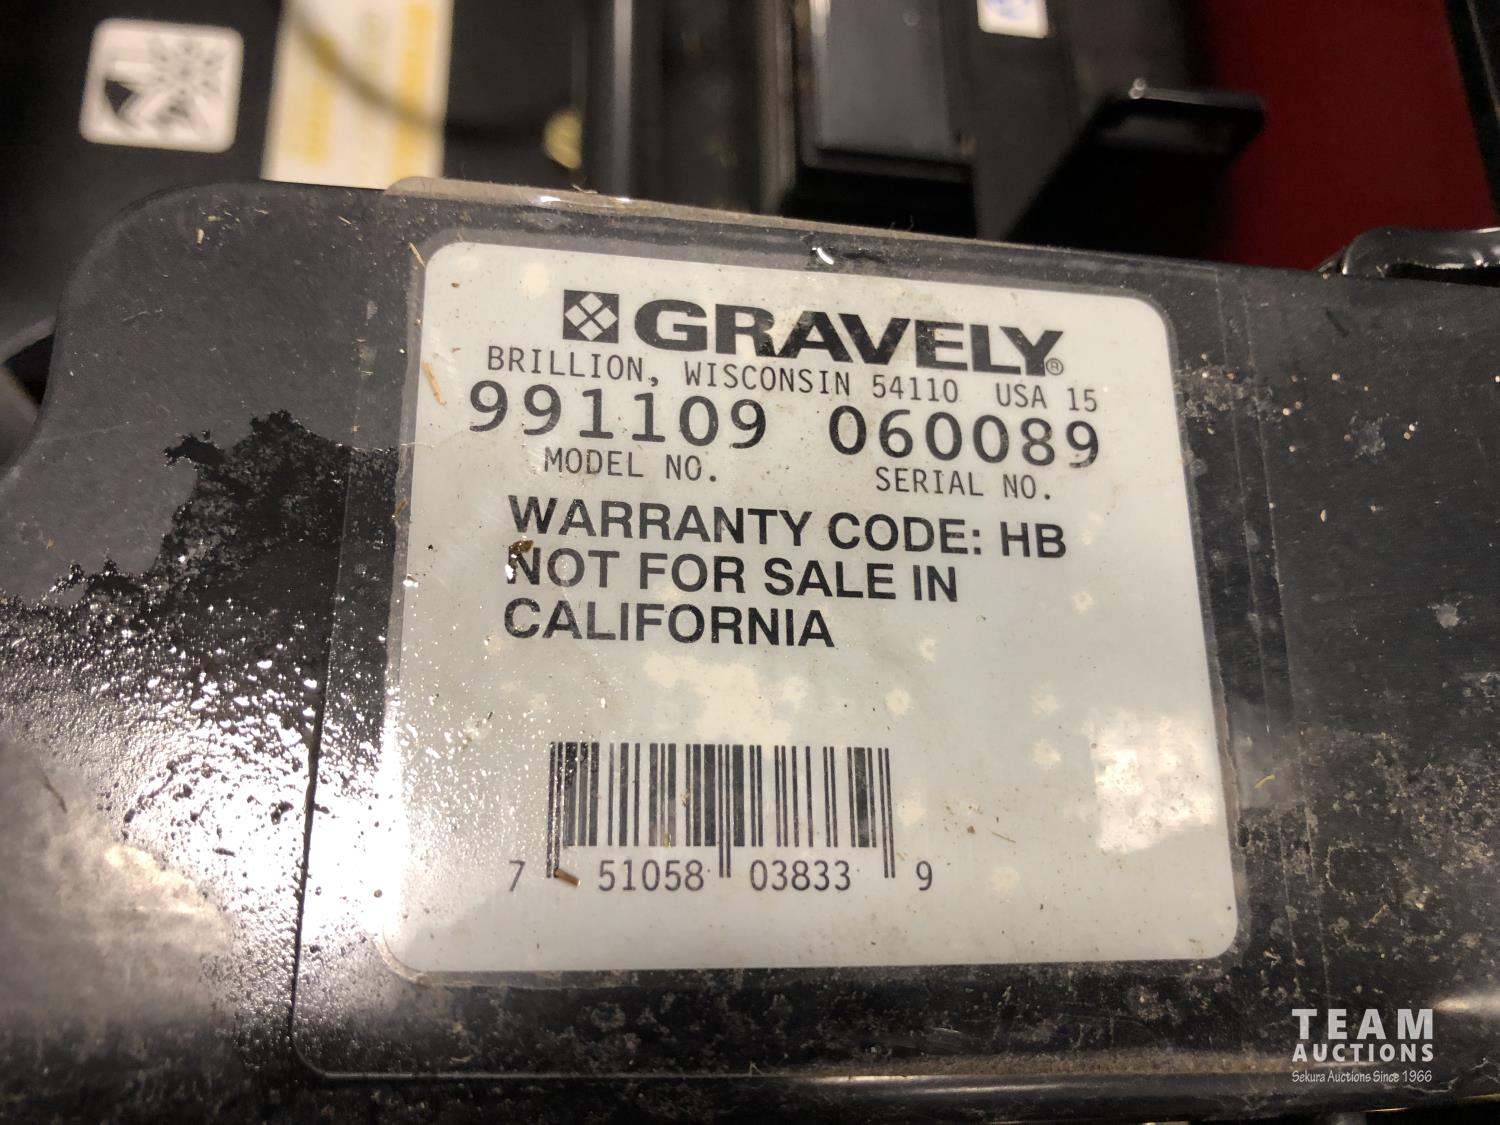 GRAVELY®
BRILLION, WISCONSIN 54110 USA 15
991109 060089
MODEL NO. SERIAL NO.
WARRANTY CODE: HB
NOT FOR SALE IN
CALIFORNIA
7 51058 03833 9
TEAM
AUCTIONS
Sekura Auctions Since 1966